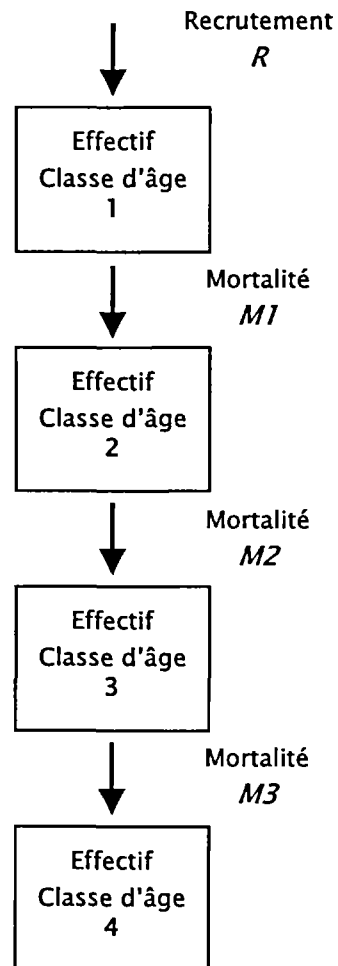 Recrutement
R
Effectif
Classe d'âge
1
Mortalité
M1
Effectif
Classe d'âge
2
Mortalité
M2
Effectif
Classe d'âge
3
Mortalité
M3
Effectif
Classe d'âge
4